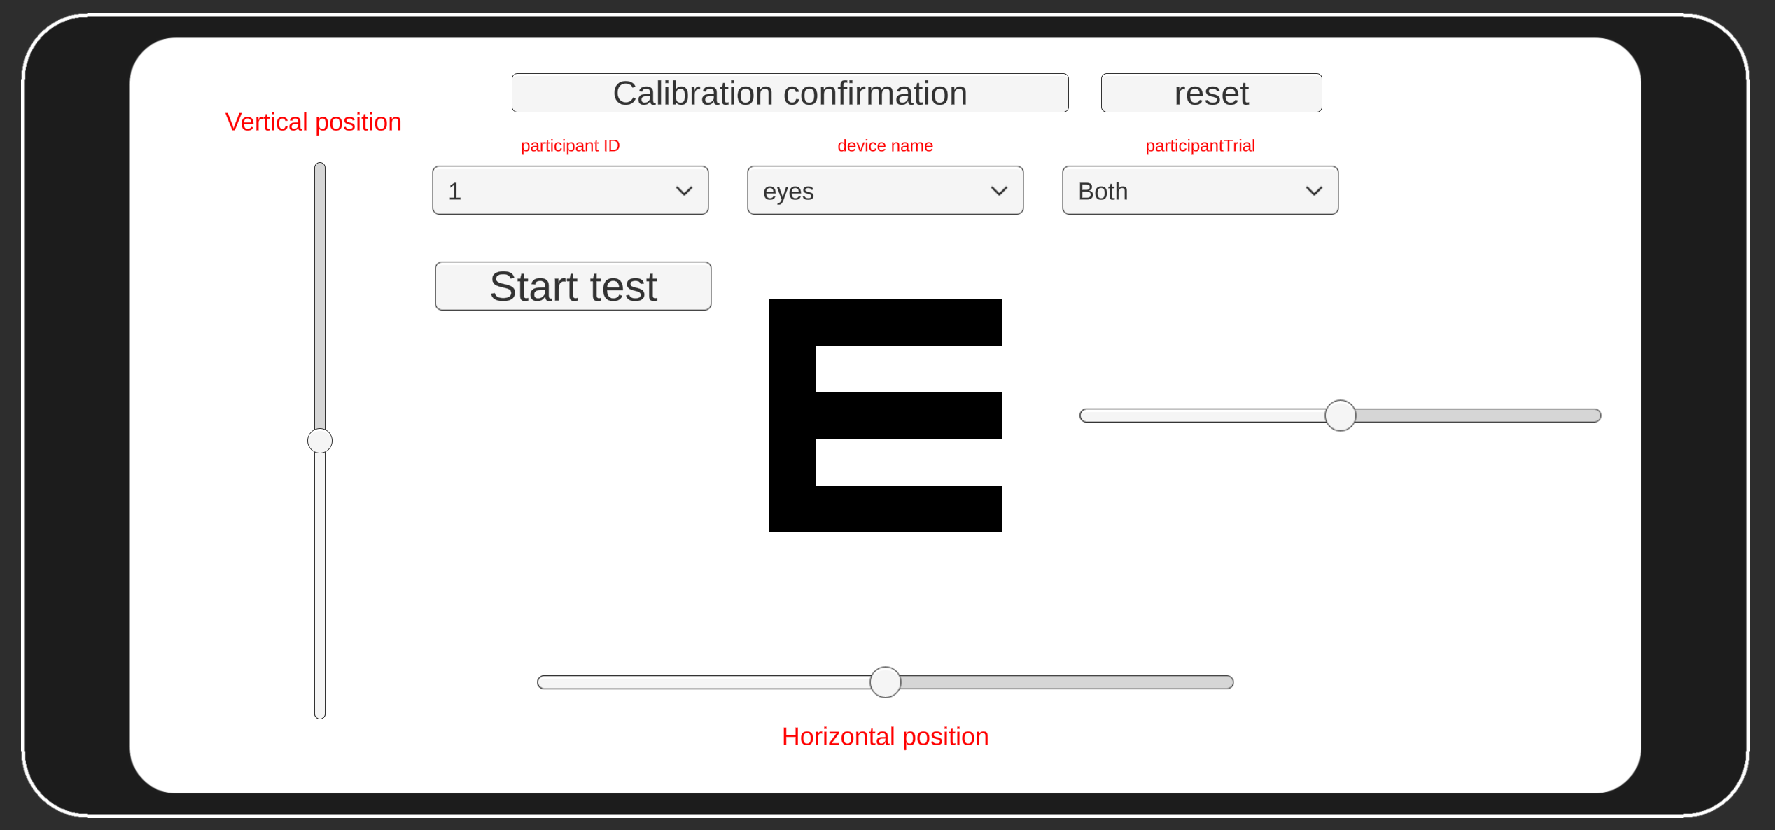 Calibration confirmation
reset
Vertical position
participant ID
device name
participantTrial
1
eyes
Both
Start test
E
Horizontal position